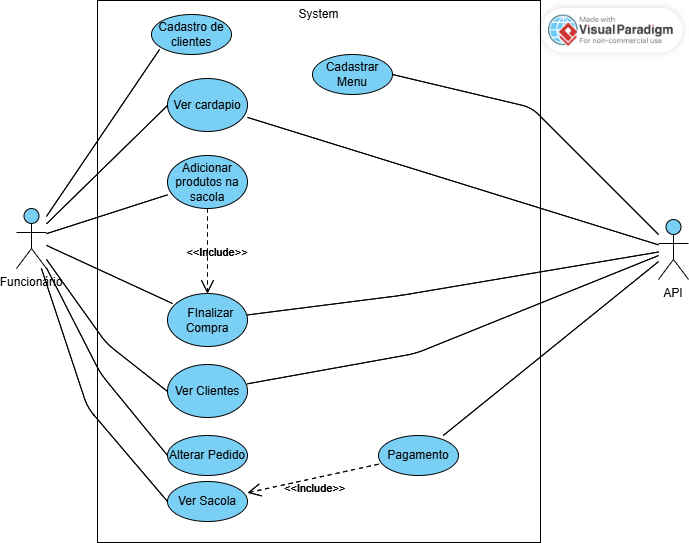 System
Made with
Visual Paradigm
For non-commercial use
Cadastro de
clientes
Cadastrar
Menu
Ver cardapio
Adicionar
produtos na
sacola
<<Include>>
Funcionário
API
FInalizar
Compra
Ver Clientes
Alterar Pedido
Pagamento
<<Include>>
Ver Sacola